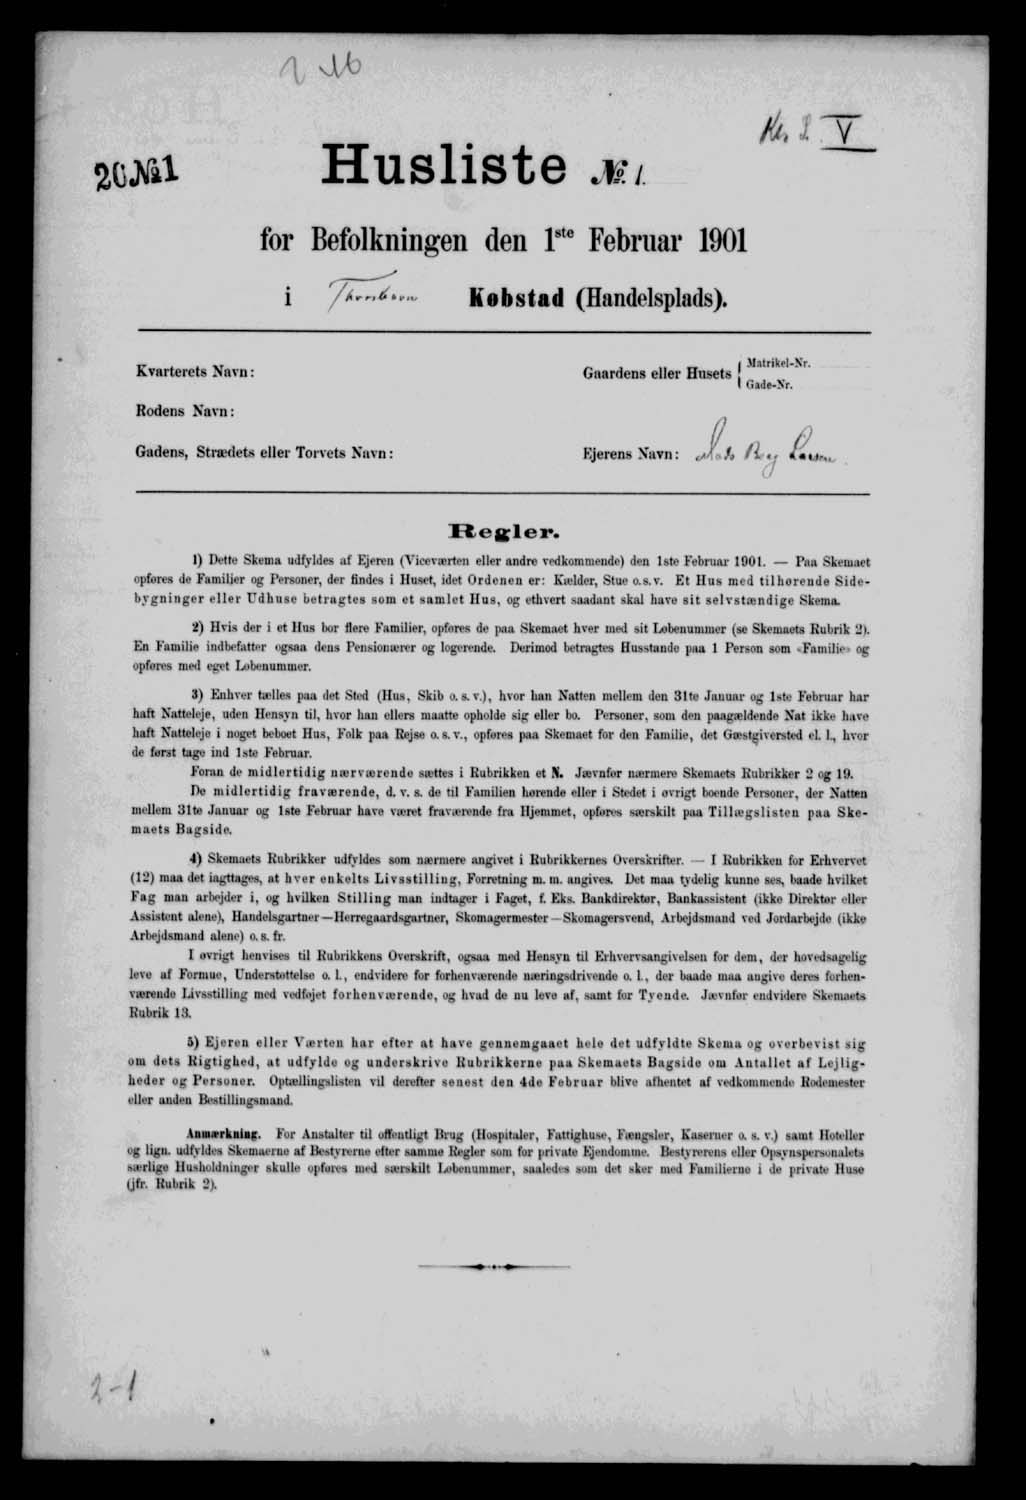 Kl. 2. V
20 № 1
Husliste № 1.
for Befolkningen den 1ste Februar 1901
i Thorshavn Købstad (Handelsplads).
Kvarterets Navn:
Gaardens eller Husets { Matrikel-Nr.
Gade-Nr.
Rodens Navn:
Gadens, Strædets eller Torvets Navn:
Ejerens Navn: Mads Berg Larsen
Regler.
1) Dette Skema udfyldes af Ejeren (Viceværten eller andre vedkommende) den 1ste Februar 1901. — Paa Skemaet
opføres de Familjer og Personer, der findes i Huset, idet Ordenen er: Kælder, Stue o.s.v. Et Hus med tilhørende Side-
bygninger eller Udhuse betragtes som et samlet Hus, og ethvert saadant skal have sit selvstændige Skema.
2) Hvis der i et Hus bor flere Familier, opføres de paa Skemaet hver med sit Løbenummer (se Skemaets Rubrik 2).
En Familie indbefatter ogsaa dens Pensionærer og logerende. Derimod betragtes Husstande paa 1 Person som «Familie» og
opføres med eget Løbenummer.
3) Enhver tælles paa det Sted (Hus, Skib o. s. v.), hvor han Natten mellem den 31te Januar og 1ste Februar har
haft Natteleje, uden Hensyn til, hvor han ellers maatte opholde sig eller bo. Personer, som den paagældende Nat ikke have
haft Natteleje i noget beboet Hus, Folk paa Rejse o. s. v., opføres paa Skemaet for den Familie, det Gæstgiversted el. l., hvor
de først tage ind 1ste Februar.
Foran de midlertidig nærværende sættes i Rubrikken et N. Jævnfør nærmere Skemaets Rubrikker 2 og 19.
De midlertidig fraværende, d. v. s. de til Familien hørende eller i Stedet i øvrigt boende Personer, der Natten
mellem 31te Januar og 1ste Februar have været fraværende fra Hjemmet, opføres særskilt paa Tillægslisten paa Ske-
maets Bagside.
4) Skemaets Rubrikker udfyldes som nærmere angivet i Rubrikkernes Overskrifter. — I Rubrikken for Erhvervet
(12) maa det iagttages, at hver enkelts Livsstilling, Forretning m. m. angives. Det maa tydelig kunne ses, baade hvilket
Fag man arbejder i, og hvilken Stilling man indtager i Faget, f. Eks. Bankdirektør, Bankassistent (ikke Direktør eller
Assistent alene), Handelsgartner—Herregaardsgartner, Skomagermester—Skomagersvend, Arbejdsmand ved Jordarbejde (ikke
Arbejdsmand alene) o. s. fr.
I øvrigt henvises til Rubrikkens Overskrift, ogsaa med Hensyn til Erhvervsangivelsen for dem, der hovedsagelig
leve af Formue, Understøttelse o. l., endvidere for forhenværende næringsdrivende o. l., der baade maa angive deres forhen-
værende Livsstilling med vedføjet forhenværende, og hvad de nu leve af, samt for Tyende. Jævnfør endvidere Skemaets
Rubrik 13.
5) Ejeren eller Værten har efter at have gennemgaaet hele det udfyldte Skema og overbevist sig
om dets Rigtighed, at udfylde og underskrive Rubrikkerne paa Skemaets Bagside om Antallet af Lejlig-
heder og Personer. Optællingslisten vil derefter senest den 4de Februar blive afhentet af vedkommende Rodemester
eller anden Bestillingsmand.
Anmærkning. For Anstalter til offentligt Brug (Hospitaler, Fattighuse, Fængsler, Kaserner o. s. v.) samt Hoteller
og lign. udfyldes Skemaerne af Bestyrerne efter samme Regler som for private Ejendomme. Bestyrerens eller Opsynspersonalets
særlige Husholdninger skulle opføres med særskilt Løbenummer, saaledes som det sker med Familierne i de private Huse
(jfr. Rubrik 2).
2-1